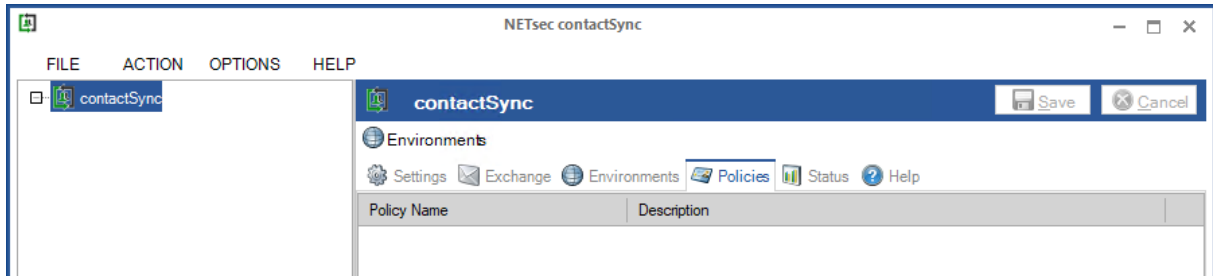 NETsec contactSync
FILE ACTION OPTIONS HELP
contactSync
contactSync Save Cancel
Environments
Settings Exchange Environments Policies Status Help
Policy Name Description